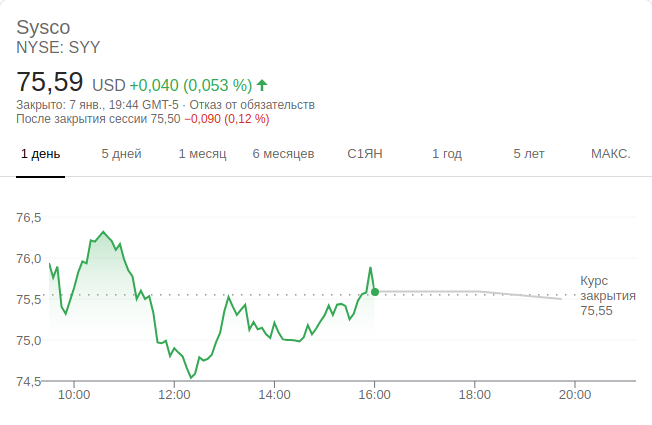 Sysco
NYSE: SYY
75,59 USD +0,040 (0,053 %)
Закрыто: 7 янв., 19:44 GMT-5 · Отказ от обязательств
После закрытия сессии 75,50 −0,090 (0,12 %)
1 день 5 дней 1 месяц 6 месяцев С1ЯН 1 год 5 лет МАКС.
76,5
76,0
75,5
75,0
74,5
Курс
закрытия
75,55
10:00 12:00 14:00 16:00 18:00 20:00